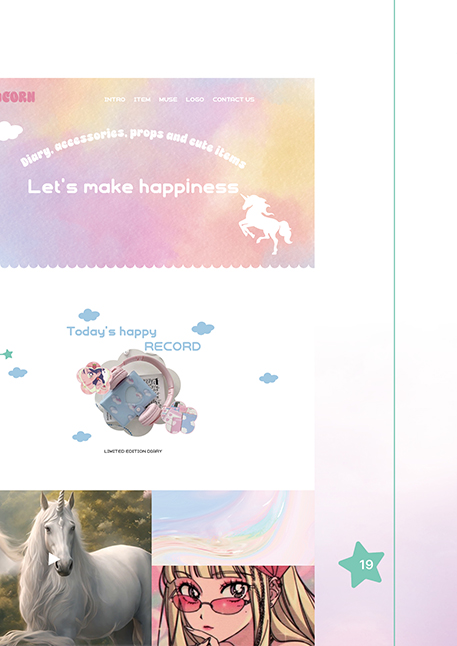 INTRO ITEM MUSE LOGO CONTACT US
Diary, accessories, props and cute items
Let's make happiness
Today's happy
RECORD
LIMITED EDITION DIARY
19